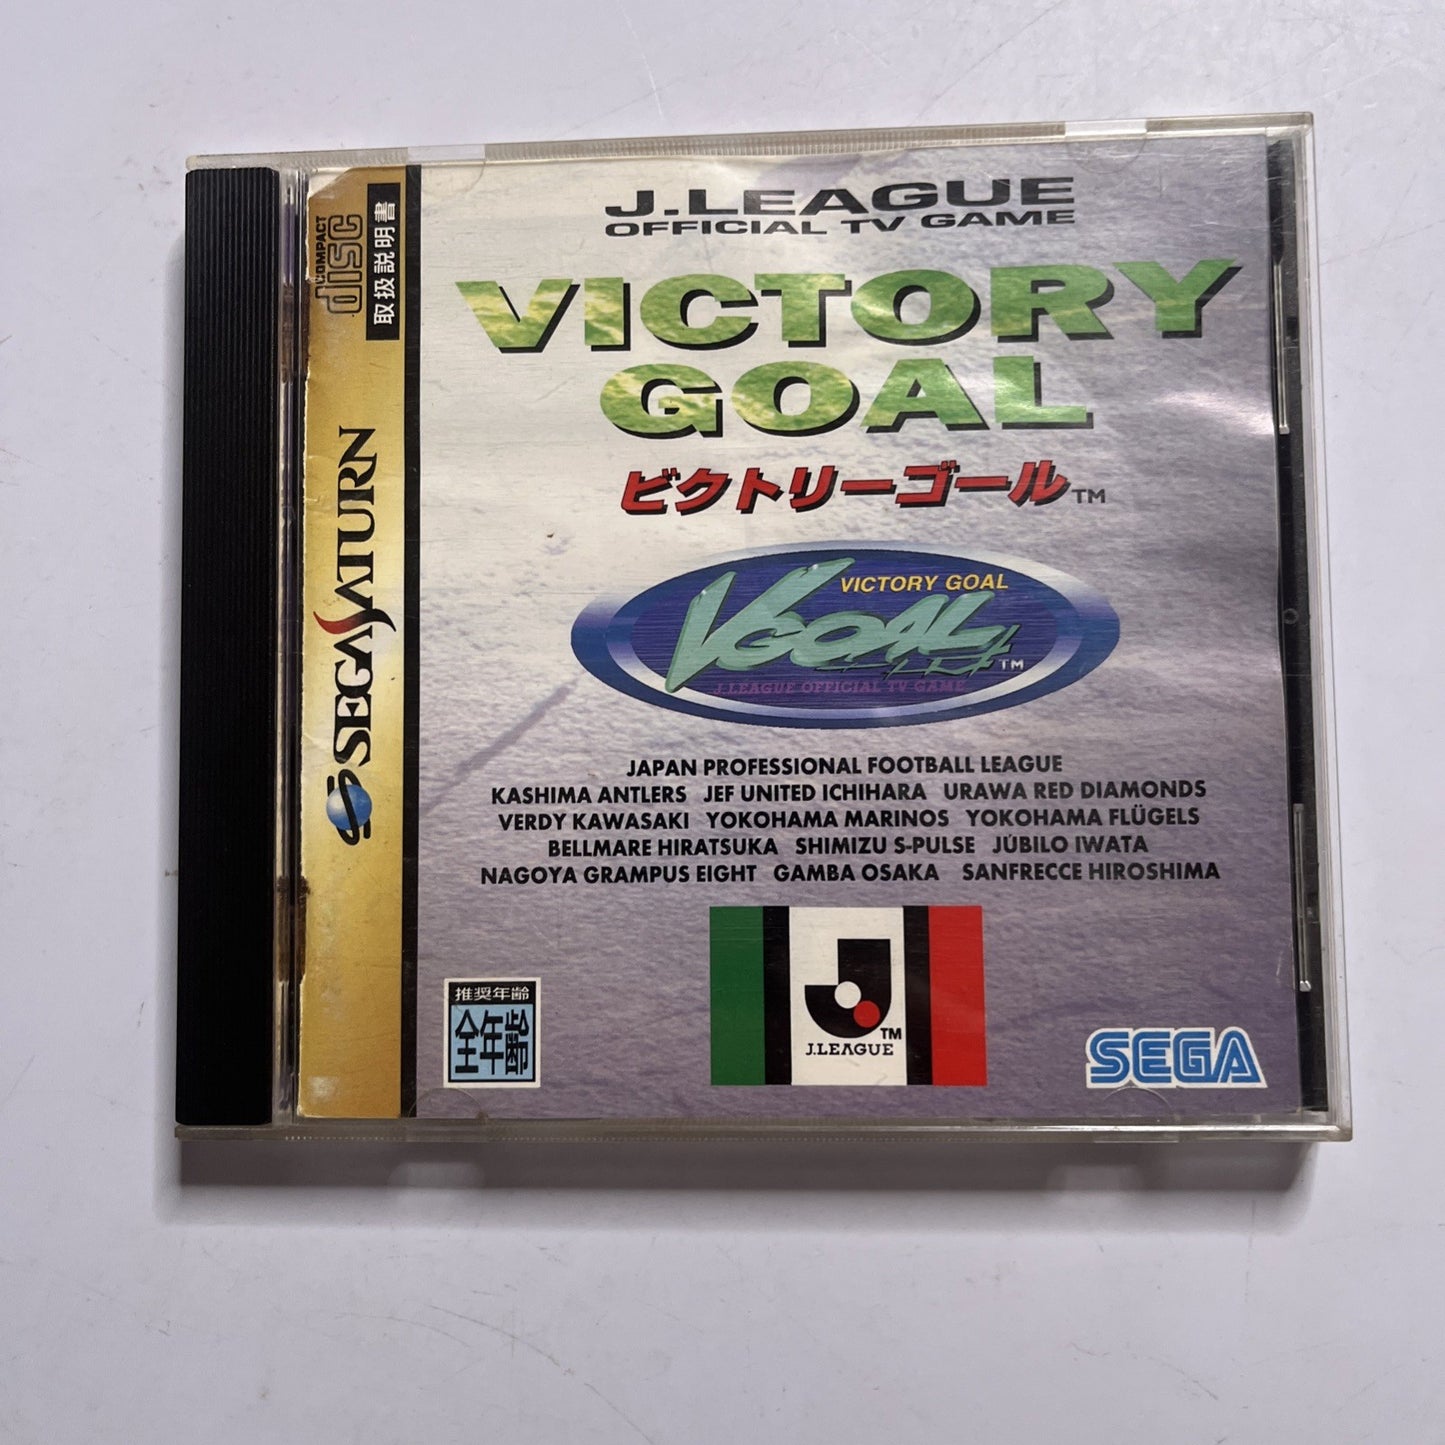 COMPACT
disc
取扱説明書
SEGA SATURN
J.LEAGUE
OFFICIAL TV GAME
VICTORY
GOAL
ビクトリーゴール™
VICTORY GOAL
VGOAL™
J.LEAGUE OFFICIAL TV GAME
JAPAN PROFESSIONAL FOOTBALL LEAGUE
KASHIMA ANTLERS JEF UNITED ICHIHARA URAWA RED DIAMONDS
VERDY KAWASAKI YOKOHAMA MARINOS YOKOHAMA FLÜGELS
BELLMARE HIRATSUKA SHIMIZU S-PULSE JÚBILO IWATA
NAGOYA GRAMPUS EIGHT GAMBA OSAKA SANFRECCE HIROSHIMA
推奨年齢
全年齢
J™
J.LEAGUE
SEGA